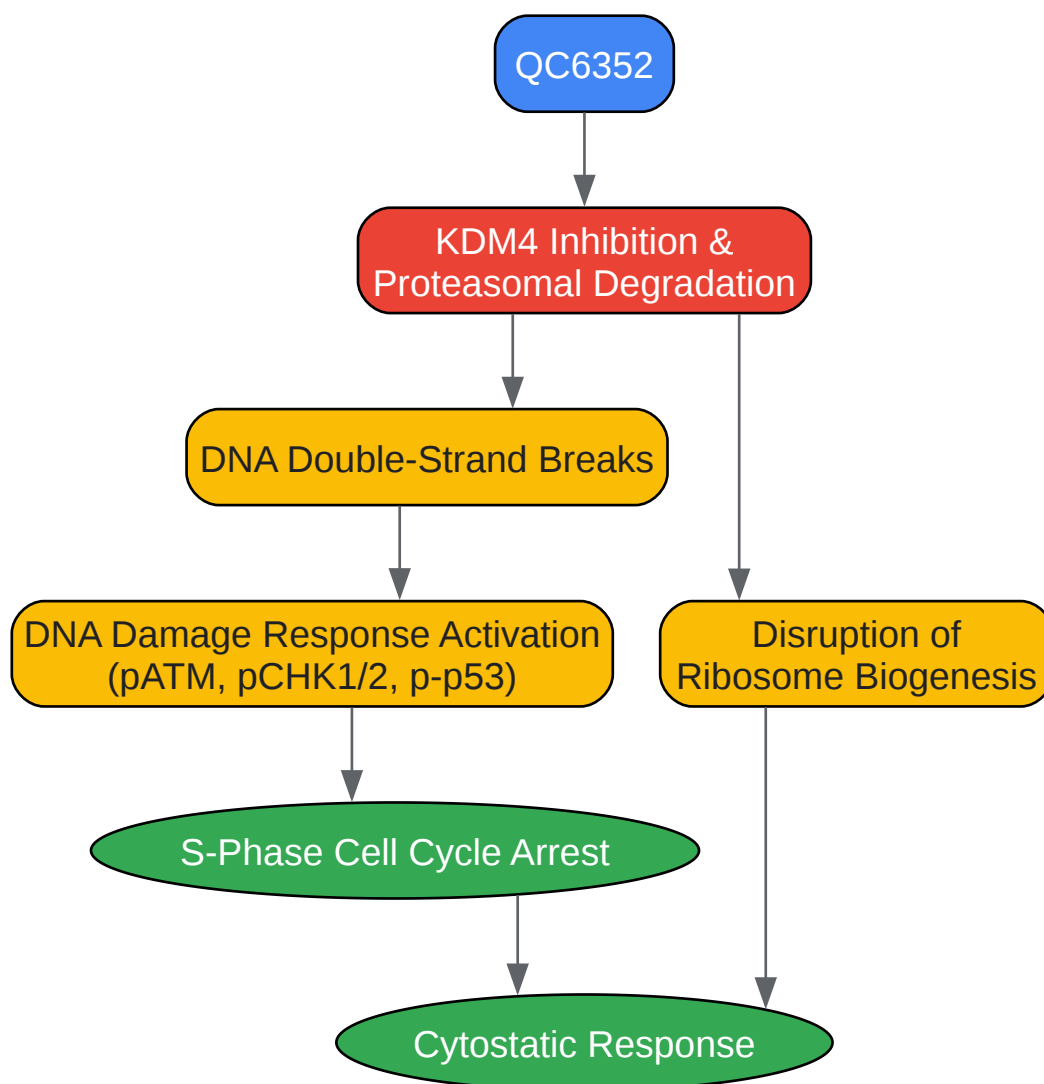 QC6352
KDM4 Inhibition &
Proteasomal Degradation
DNA Double-Strand Breaks
DNA Damage Response Activation
(pATM, pCHK1/2, p-p53)
Disruption of
Ribosome Biogenesis
S-Phase Cell Cycle Arrest
Cytostatic Response